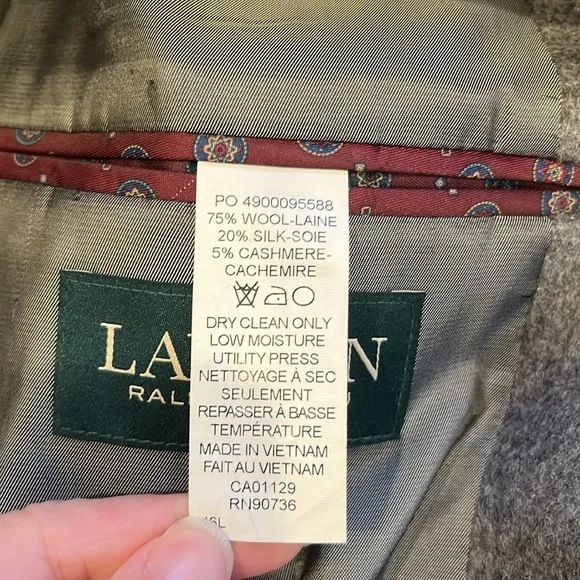 PO 4900095588
75% WOOL-LAINE
20% SILK-SOIE
5% CASHMERE-
CACHEMIRE
DRY CLEAN ONLY
LOW MOISTURE
UTILITY PRESS
NETTOYAGE À SEC
SEULEMENT
REPASSER À BASSE
TEMPÉRATURE
MADE IN VIETNAM
FAIT AU VIETNAM
CA01129
RN90736